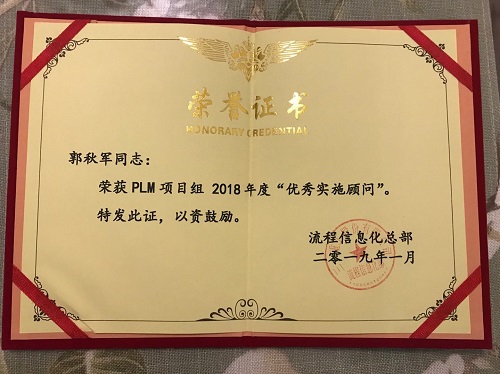 荣誉证书
HONORARY CREDENTIAL
郭秋军同志：
荣获 PLM 项目组 2018 年度“优秀实施顾问”。
特发此证，以资鼓励。
流程信息化总部
二零一九年一月